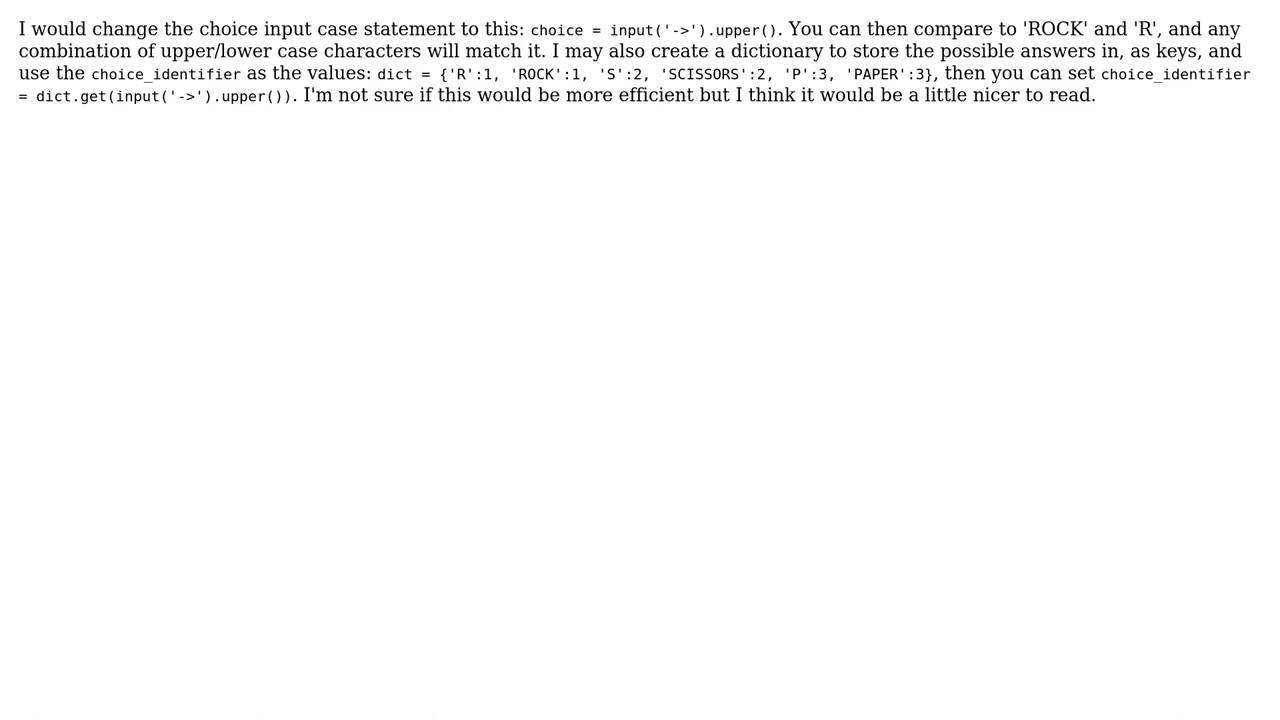 I would change the choice input case statement to this: choice = input('->').upper(). You can then compare to 'ROCK' and 'R', and any
combination of upper/lower case characters will match it. I may also create a dictionary to store the possible answers in, as keys, and
use the choice_identifier as the values: dict = {'R':1, 'ROCK':1, 'S':2, 'SCISSORS':2, 'P':3, 'PAPER':3}, then you can set choice_identifier
= dict.get(input('->').upper()). I'm not sure if this would be more efficient but I think it would be a little nicer to read.